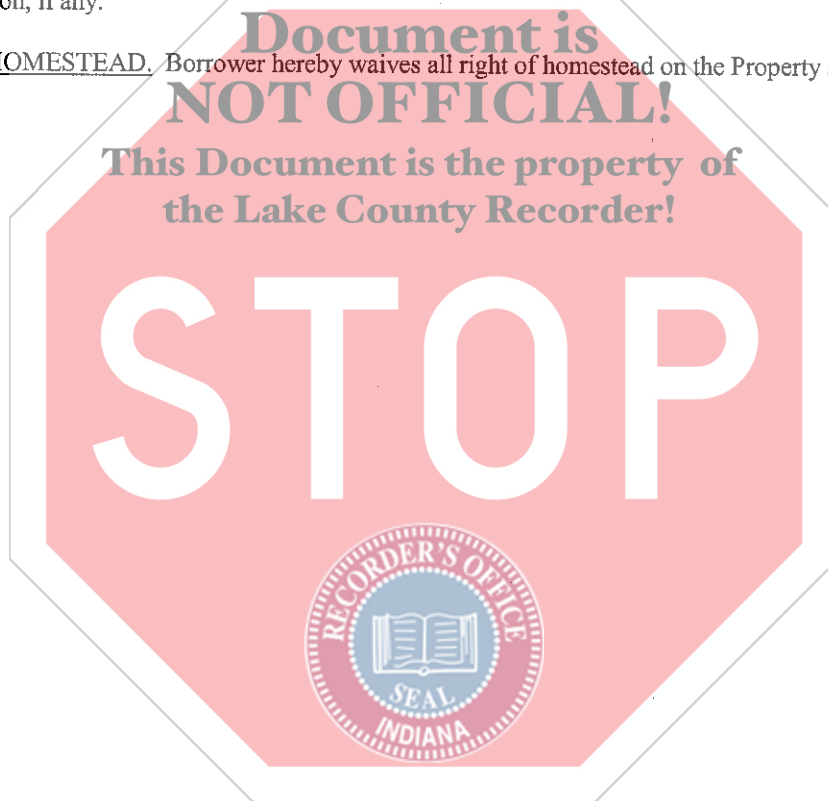 on, if any.
Document is
HOMESTEAD. Borrower hereby waives all right of homestead on the Property
NOT OFFICIAL!
This Document is the property of
the Lake County Recorder!
STOP
RECORDER'S OFFICE
SEAL
INDIANA